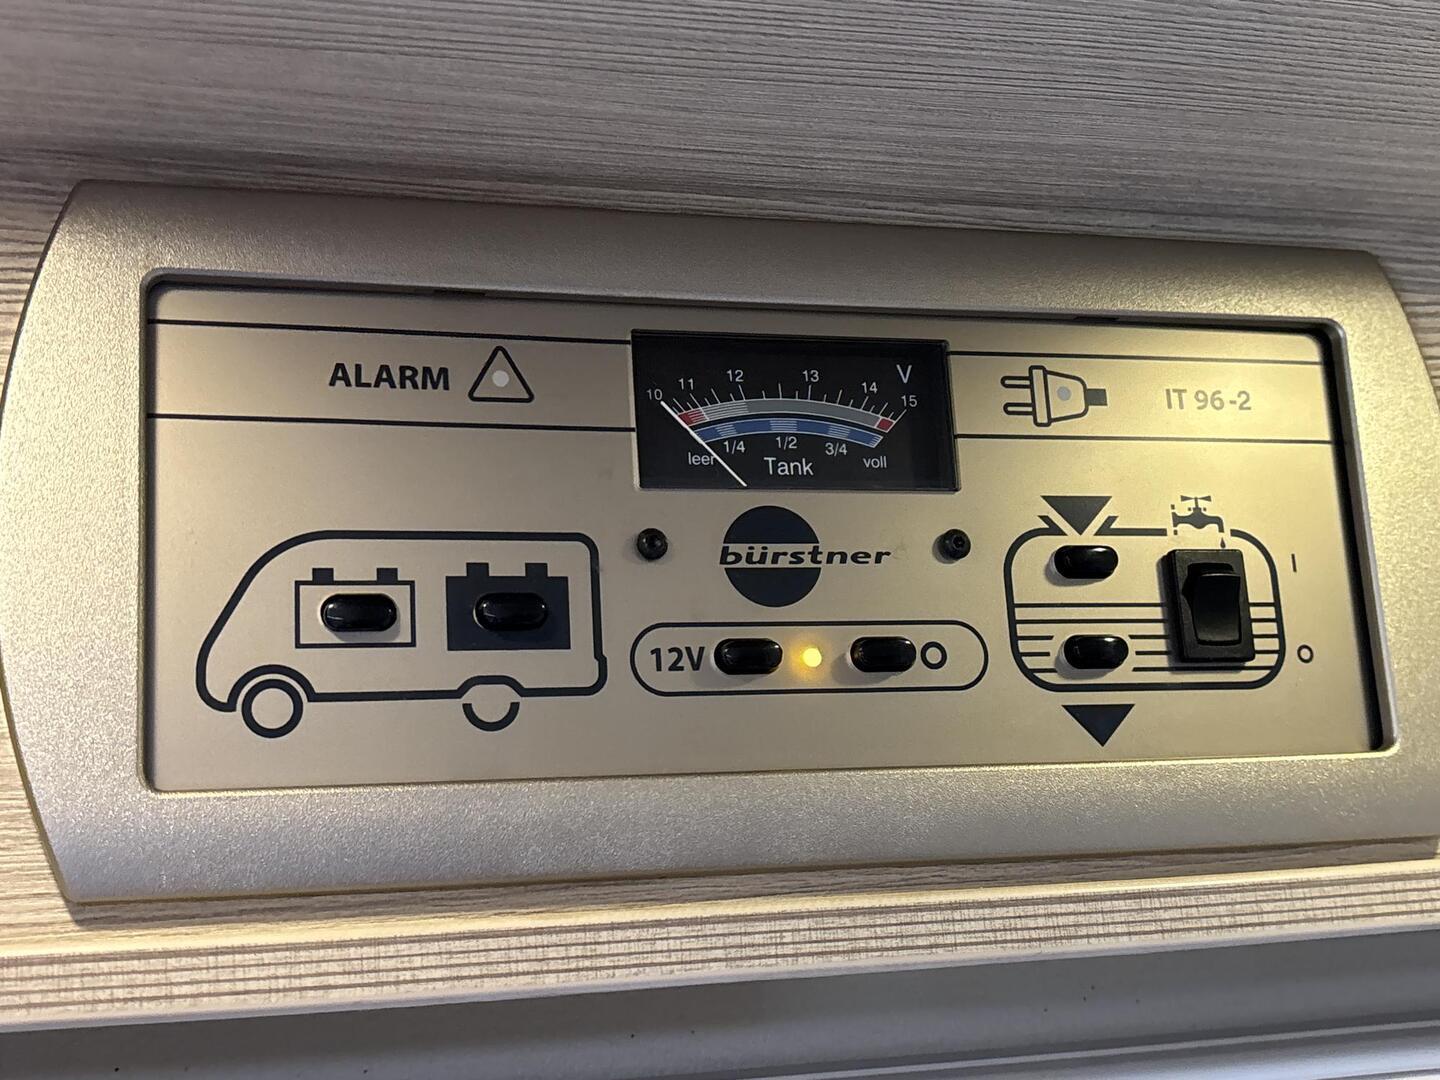 ALARM
10 11 12 13 14 15 V
leer 1/4 1/2 3/4 voll
Tank
IT 96-2
bürstner
12V O
I
O